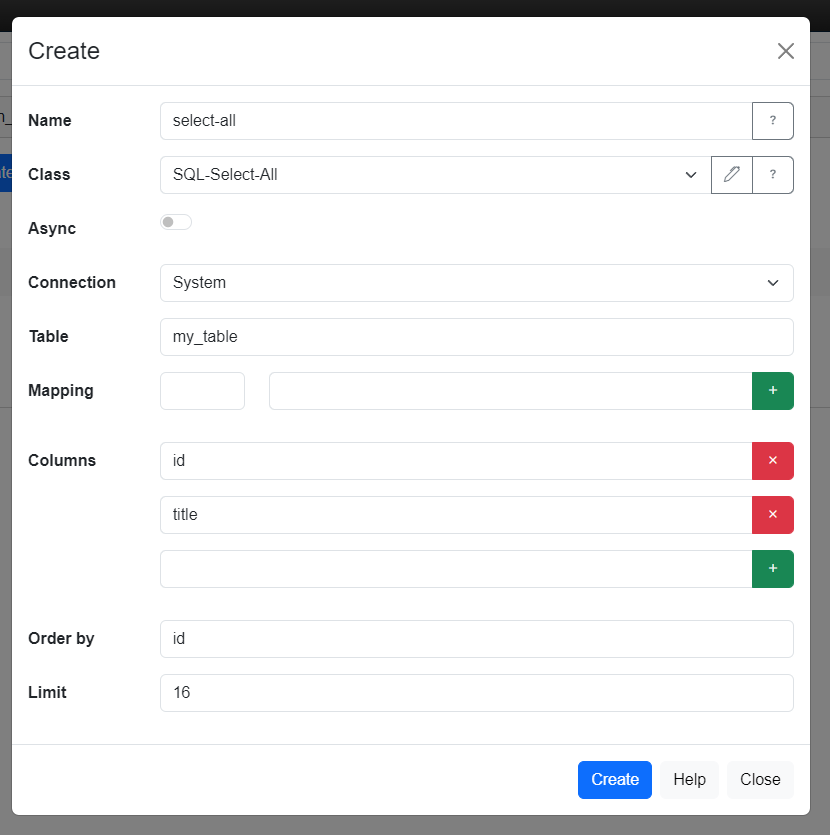 Create
Name select-all ?
Class SQL-Select-All ?
Async
Connection System
Table my_table
Mapping +
Columns id ×
title ×
+
Order by id
Limit 16
Create Help Close